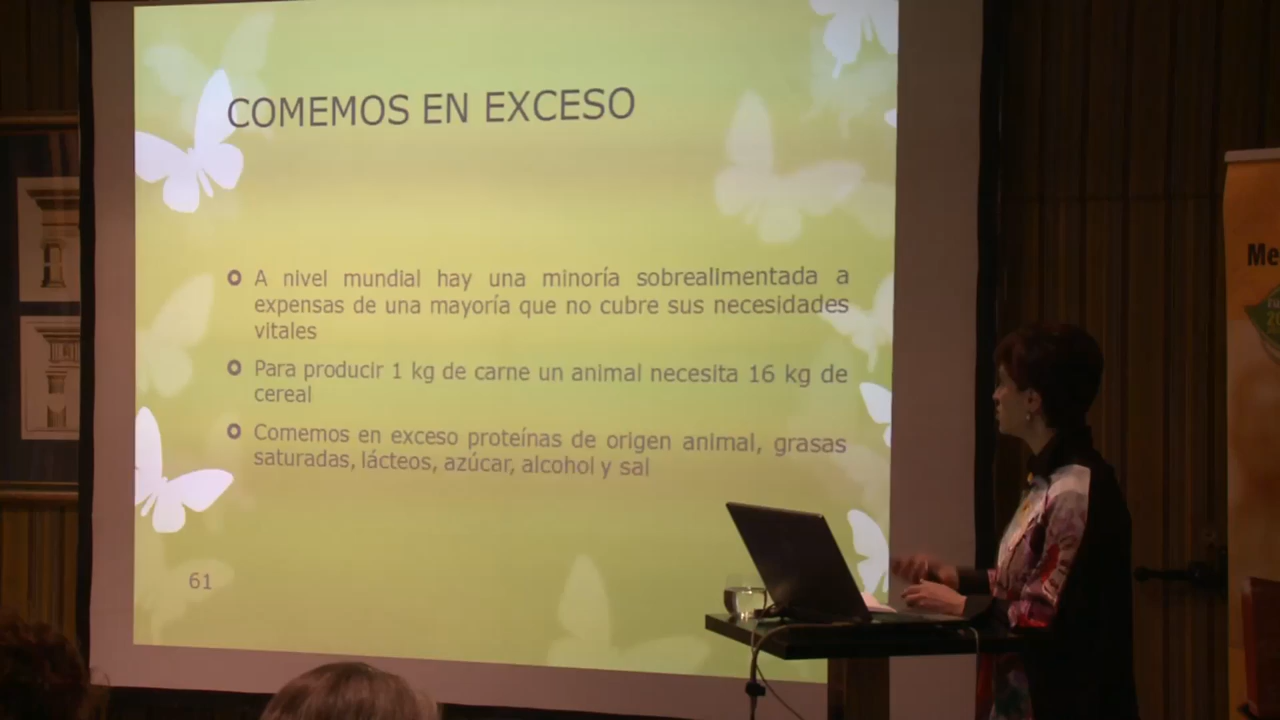 COMEMOS EN EXCESO
A nivel mundial hay una minoría sobrealimentada a
expensas de una mayoría que no cubre sus necesidades
vitales
Para producir 1 kg de carne un animal necesita 16 kg de
cereal
Comemos en exceso proteínas de origen animal, grasas
saturadas, lácteos, azúcar, alcohol y sal
61